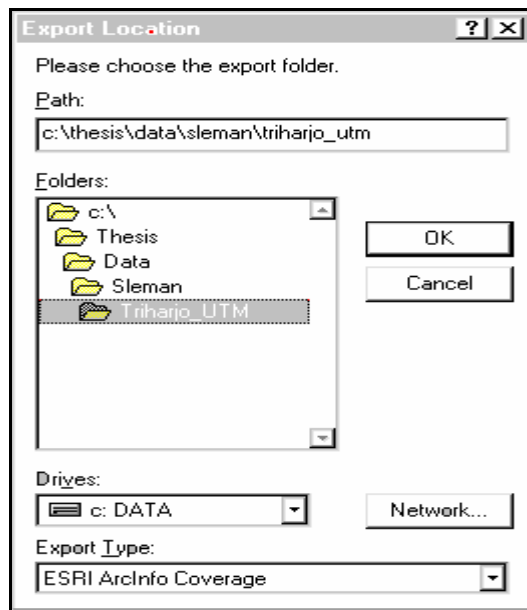 Export Location
Please choose the export folder.
Path:
c:\thesis\data\sleman\triharjo_utm
Folders:
c:\
Thesis
Data
Sleman
Triharjo_UTM
OK
Cancel
Drives:
c: DATA
Network...
Export Type:
ESRI ArcInfo Coverage